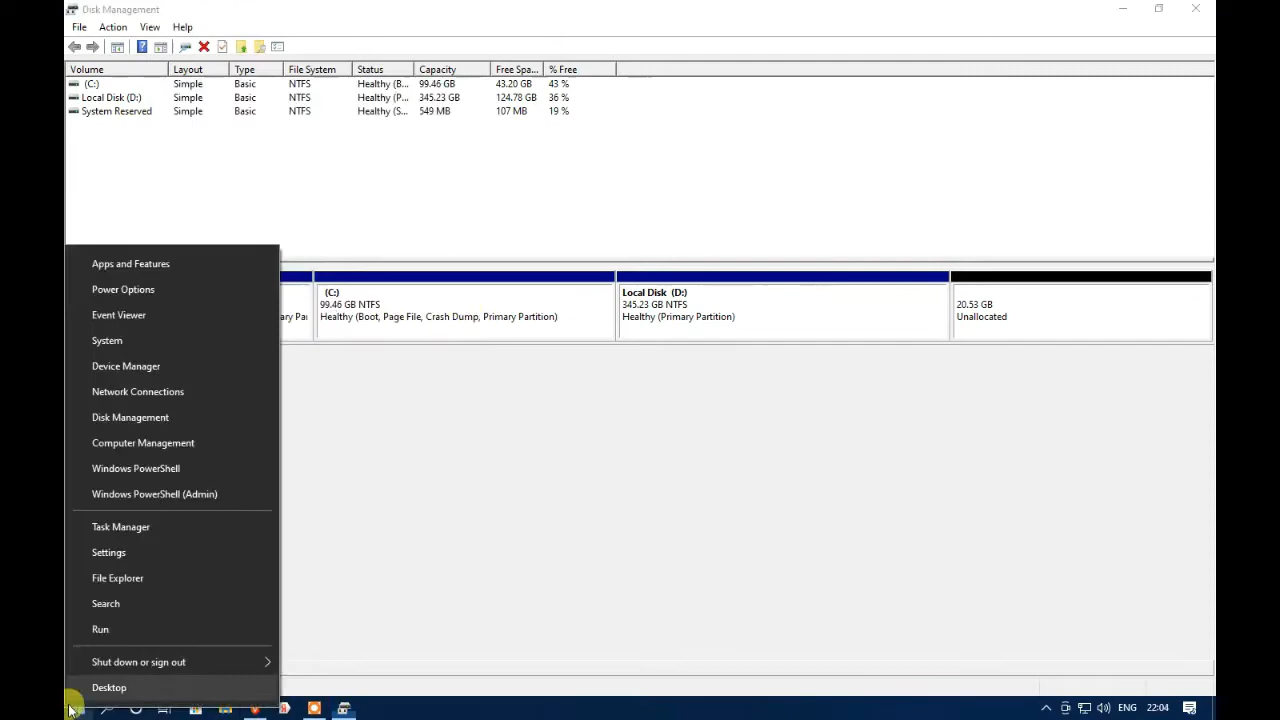 Disk Management
File Action View Help
Volume Layout Type File System Status Capacity Free Spa... % Free
(C:) Simple Basic NTFS Healthy (B... 99.46 GB 43.20 GB 43 %
Local Disk (D:) Simple Basic NTFS Healthy (P... 345.23 GB 124.78 GB 36 %
System Reserved Simple Basic NTFS Healthy (S... 549 MB 107 MB 19 %
Apps and Features
Power Options
Event Viewer
System
Device Manager
Network Connections
Disk Management
Computer Management
Windows PowerShell
Windows PowerShell (Admin)
Task Manager
Settings
File Explorer
Search
Run
Shut down or sign out
Desktop
ary Pa
(C:)
99.46 GB NTFS
Healthy (Boot, Page File, Crash Dump, Primary Partition)
Local Disk (D:)
345.23 GB NTFS
Healthy (Primary Partition)
20.53 GB
Unallocated
ENG 22:04